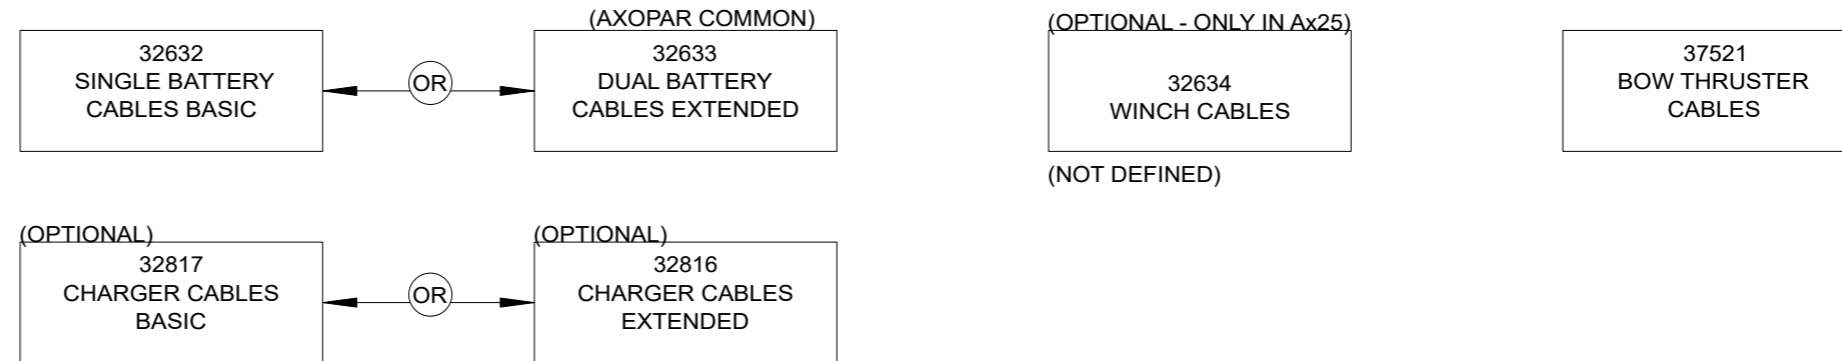 (AXOPAR COMMON)
(OPTIONAL - ONLY IN Ax25)
32632
SINGLE BATTERY
CABLES BASIC
OR
32633
DUAL BATTERY
CABLES EXTENDED
32634
WINCH CABLES
37521
BOW THRUSTER
CABLES
(NOT DEFINED)
(OPTIONAL)
(OPTIONAL)
32817
CHARGER CABLES
BASIC
OR
32816
CHARGER CABLES
EXTENDED